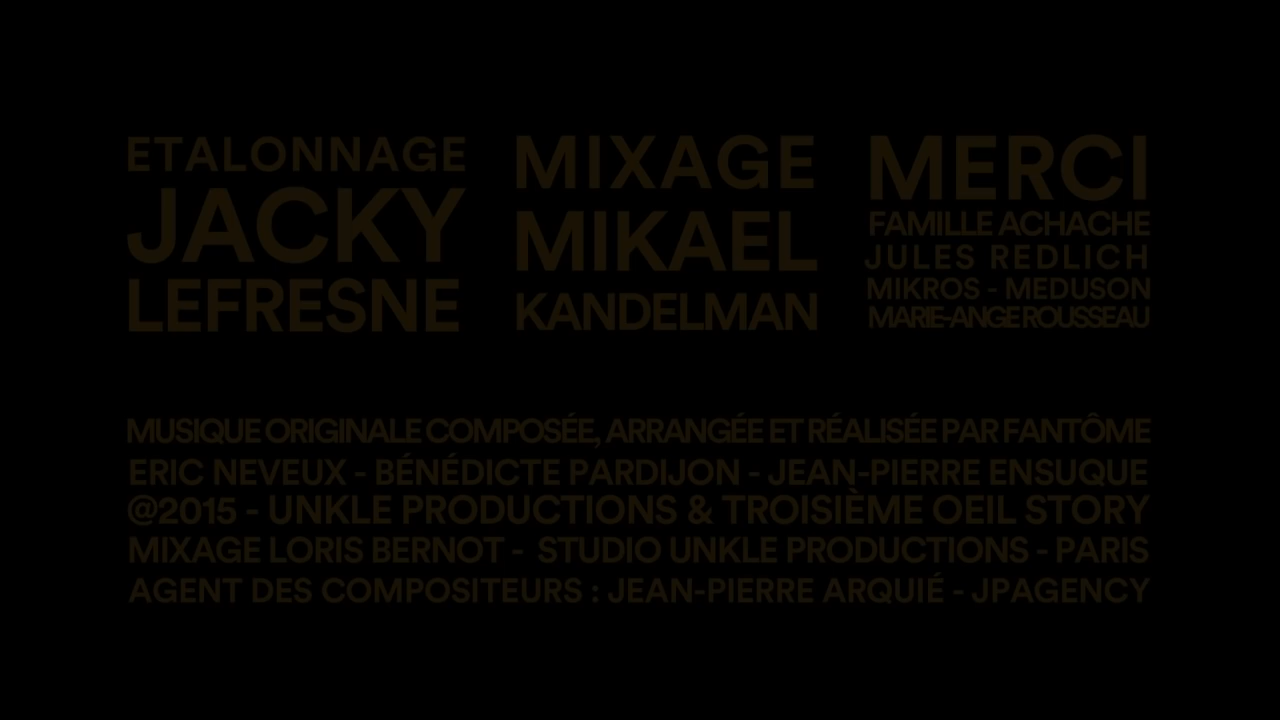 ETALONNAGE
JACKY
LEFRESNE
MIXAGE
MIKAEL
KANDELMAN
MERCI
FAMILLE ACHACHE
JULES REDLICH
MIKROS - MEDUSON
MARIE-ANGE ROUSSEAU
MUSIQUE ORIGINALE COMPOSÉE, ARRANGÉE ET RÉALISÉE PAR FANTÔME
ERIC NEVEUX - BÉNÉDICTE PARDIJON - JEAN-PIERRE ENSUQUE
@2015 - UNKLE PRODUCTIONS & TROISIÈME OEIL STORY
MIXAGE LORIS BERNOT - STUDIO UNKLE PRODUCTIONS - PARIS
AGENT DES COMPOSITEURS : JEAN-PIERRE ARQUIÉ - JPAGENCY